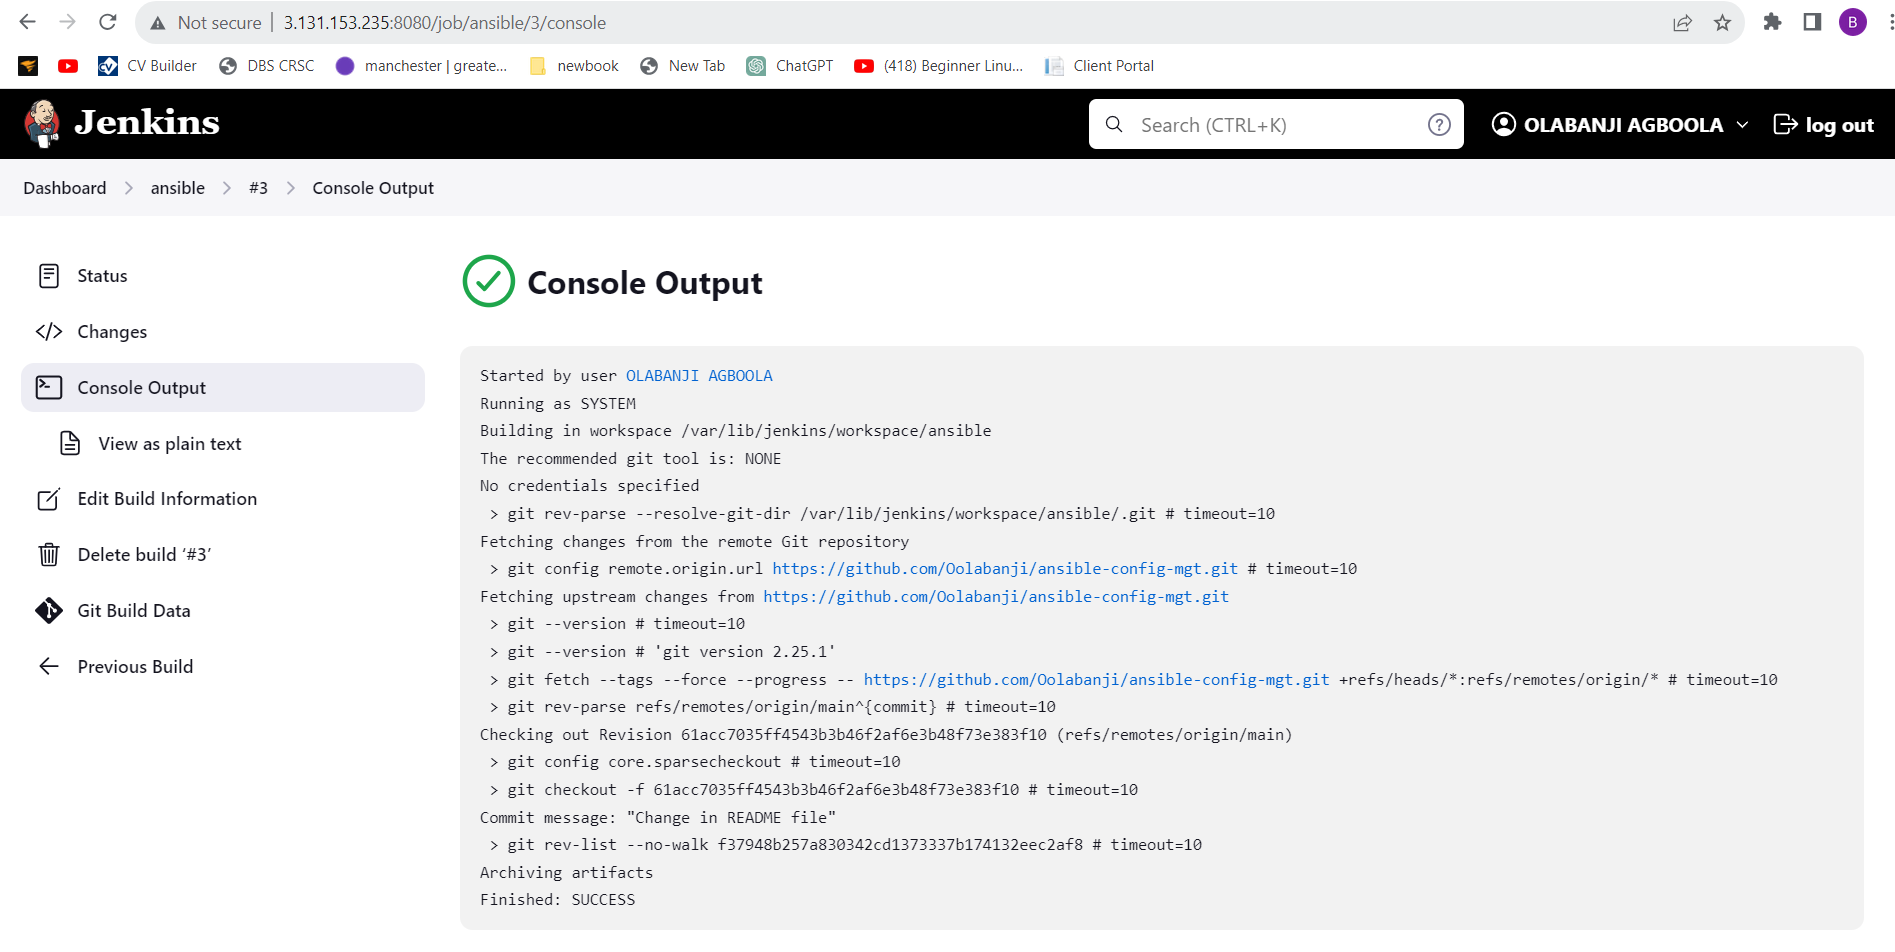 Not secure | 3.131.153.235:8080/job/ansible/3/console
B
CV Builder DBS CRSC manchester | greate... newbook New Tab ChatGPT (418) Beginner Linu... Client Portal
Jenkins
Search (CTRL+K)
OLABANJI AGBOOLA
log out
Dashboard > ansible > #3 > Console Output
Status
Changes
Console Output
View as plain text
Edit Build Information
Delete build ‘#3’
Git Build Data
Previous Build
Console Output
Started by user OLABANJI AGBOOLA
Running as SYSTEM
Building in workspace /var/lib/jenkins/workspace/ansible
The recommended git tool is: NONE
No credentials specified
> git rev-parse --resolve-git-dir /var/lib/jenkins/workspace/ansible/.git # timeout=10
Fetching changes from the remote Git repository
> git config remote.origin.url https://github.com/Oolabanji/ansible-config-mgt.git # timeout=10
Fetching upstream changes from https://github.com/Oolabanji/ansible-config-mgt.git
> git --version # timeout=10
> git --version # 'git version 2.25.1'
> git fetch --tags --force --progress -- https://github.com/Oolabanji/ansible-config-mgt.git +refs/heads/*:refs/remotes/origin/* # timeout=10
> git rev-parse refs/remotes/origin/main^{commit} # timeout=10
Checking out Revision 61acc7035ff4543b3b46f2af6e3b48f73e383f10 (refs/remotes/origin/main)
> git config core.sparsecheckout # timeout=10
> git checkout -f 61acc7035ff4543b3b46f2af6e3b48f73e383f10 # timeout=10
Commit message: "Change in README file"
> git rev-list --no-walk f37948b257a830342cd1373337b174132eec2af8 # timeout=10
Archiving artifacts
Finished: SUCCESS